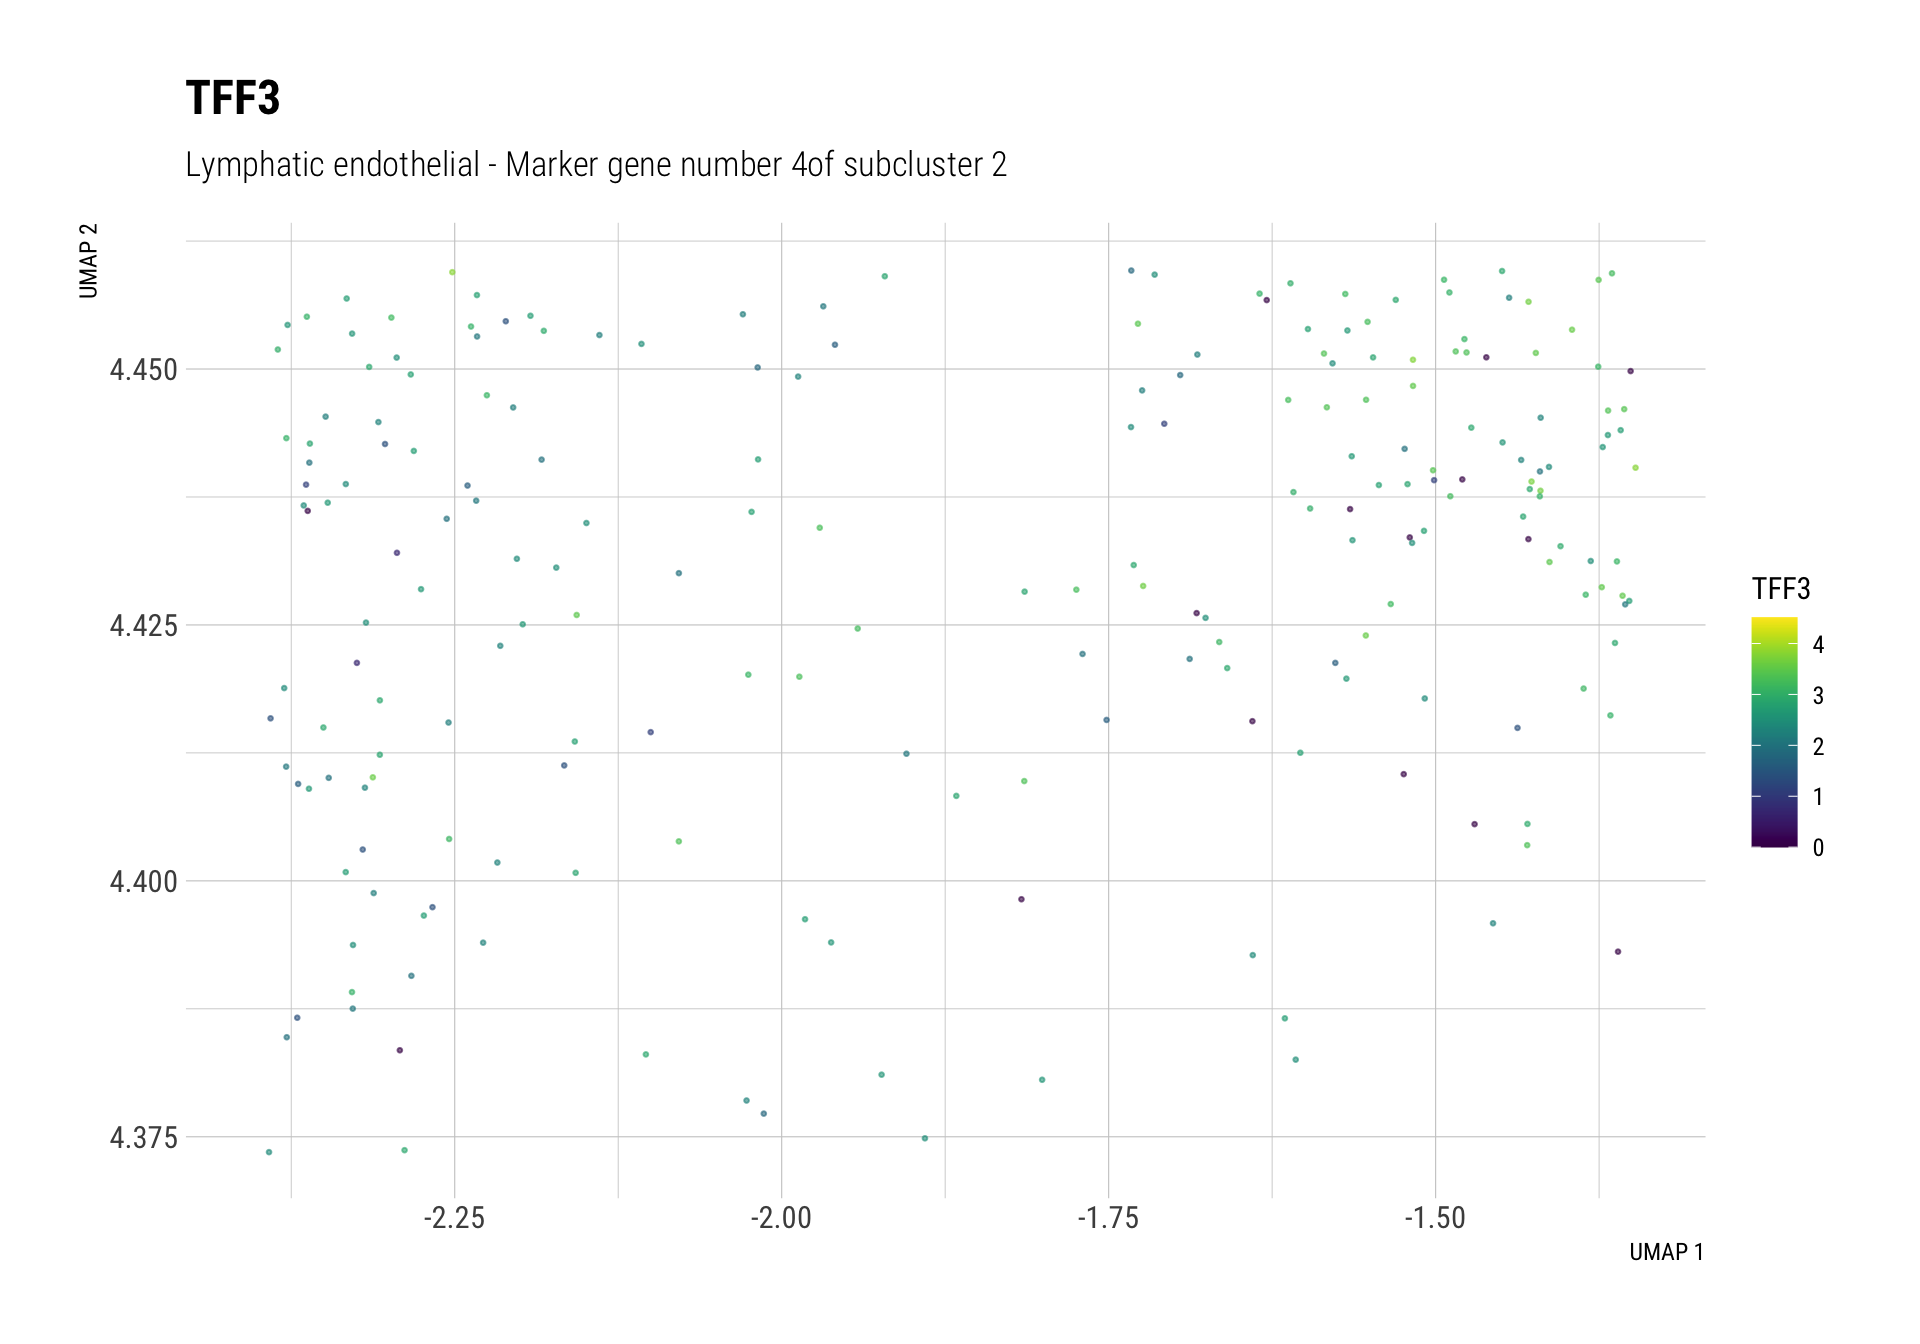 TFF3
Lymphatic endothelial - Marker gene number 4of subcluster 2
UMAP 2
4.450
4.425
4.400
4.375
-2.25
-2.00
-1.75
-1.50
UMAP 1
TFF3
4
3
2
1
0